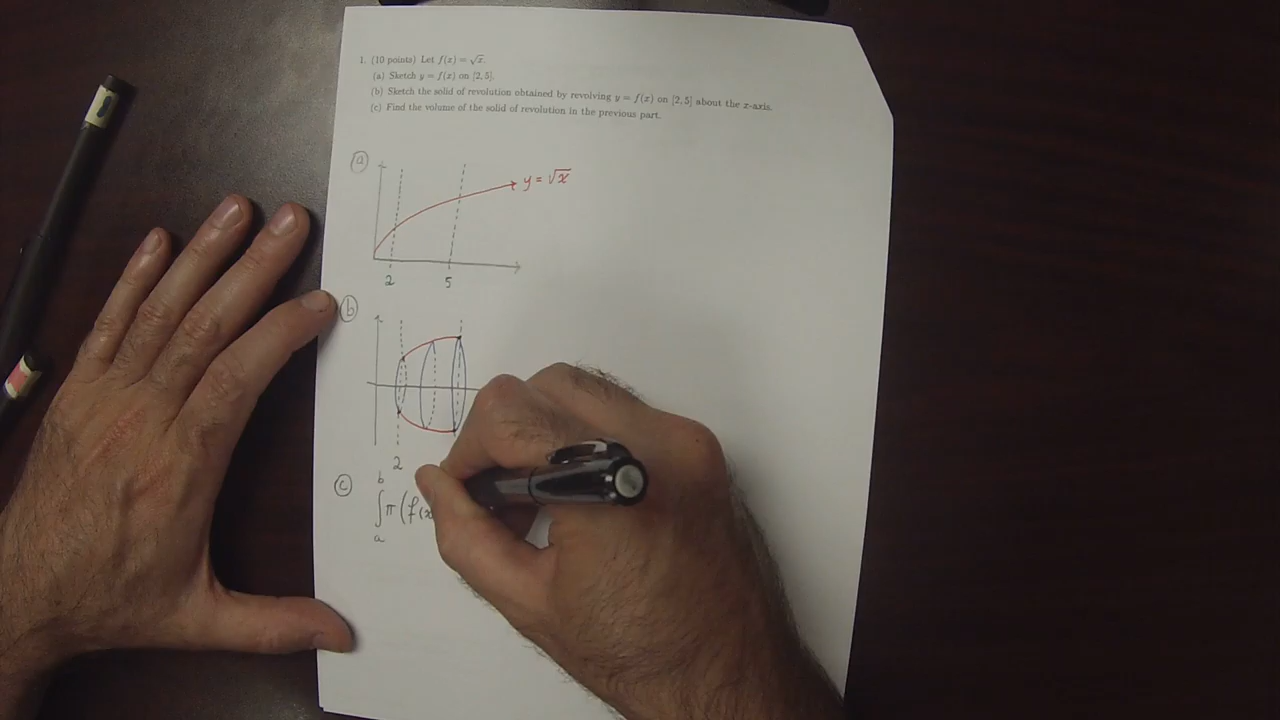 1. (10 points) Let f(x) = √x.
(a) Sketch y = f(x) on [2, 5].
(b) Sketch the solid of revolution obtained by revolving y = f(x) on [2, 5] about the x-axis.
(c) Find the volume of the solid of revolution in the previous part.
a
y = √x
2 5
b
2
c
b
∫ π (f(x
a